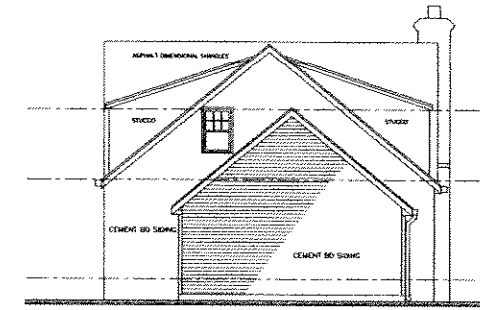 ASPHALT DIMENSIONAL SHINGLES
STUCCO
STUCCO
CEMENT BD SIDING
CEMENT BD SIDING